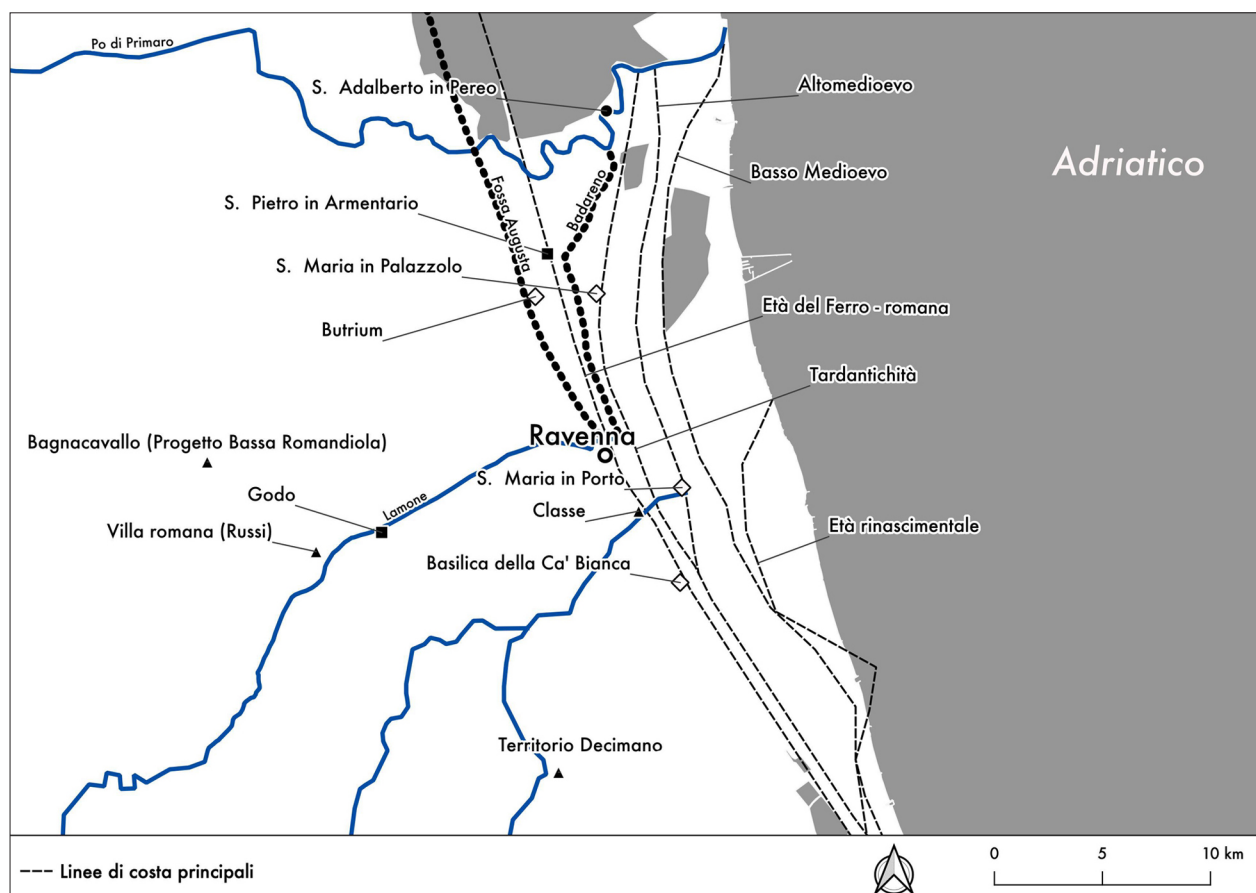 Po di Primaro
S. Adalberto in Pereo
Altomedioevo
Adriatico
Basso Medioevo
Fossa Augusta
Badareno
S. Pietro in Armentario
S. Maria in Palazzolo
Butrium
Età del Ferro - romana
Tardantichità
Ravenna
Bagnacavallo (Progetto Bassa Romandiola)
S. Maria in Porto
Godo
Lamone
Classe
Villa romana (Russi)
Età rinascimentale
Basilica della Ca' Bianca
Territorio Decimano
Linee di costa principali
0 5 10 km